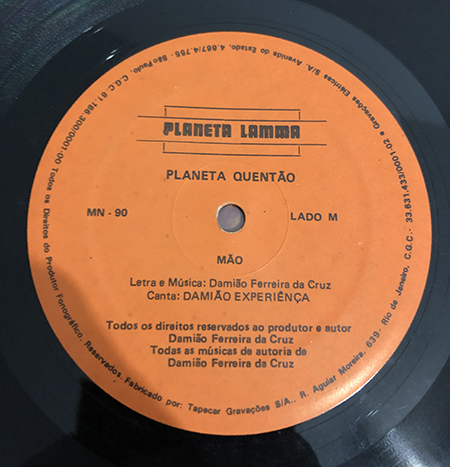 PLANETA LAMMA
PLANETA QUENTÃO
MN - 90
LADO M
MÃO
Letra e Música: Damião Ferreira da Cruz
Canta: DAMIÃO EXPERIÊNÇA
Todos os direitos reservados ao produtor e autor
Damião Ferreira da Cruz
Todas as músicas de autoria de
Damião Ferreira da Cruz
Todos os Direitos do Produtor Fonográfico. Reservados. Fabricado por: Tapecar Gravações S/A., R. Aguiar Moreira, 639 - Rio de Janeiro, C.G.C. - 33.631.433/0001-02 e Gravações Elétricas S/A. Avenida do Estado, 4.667/4.755 - São Paulo. C.G.C. 61.186.300/0001-00